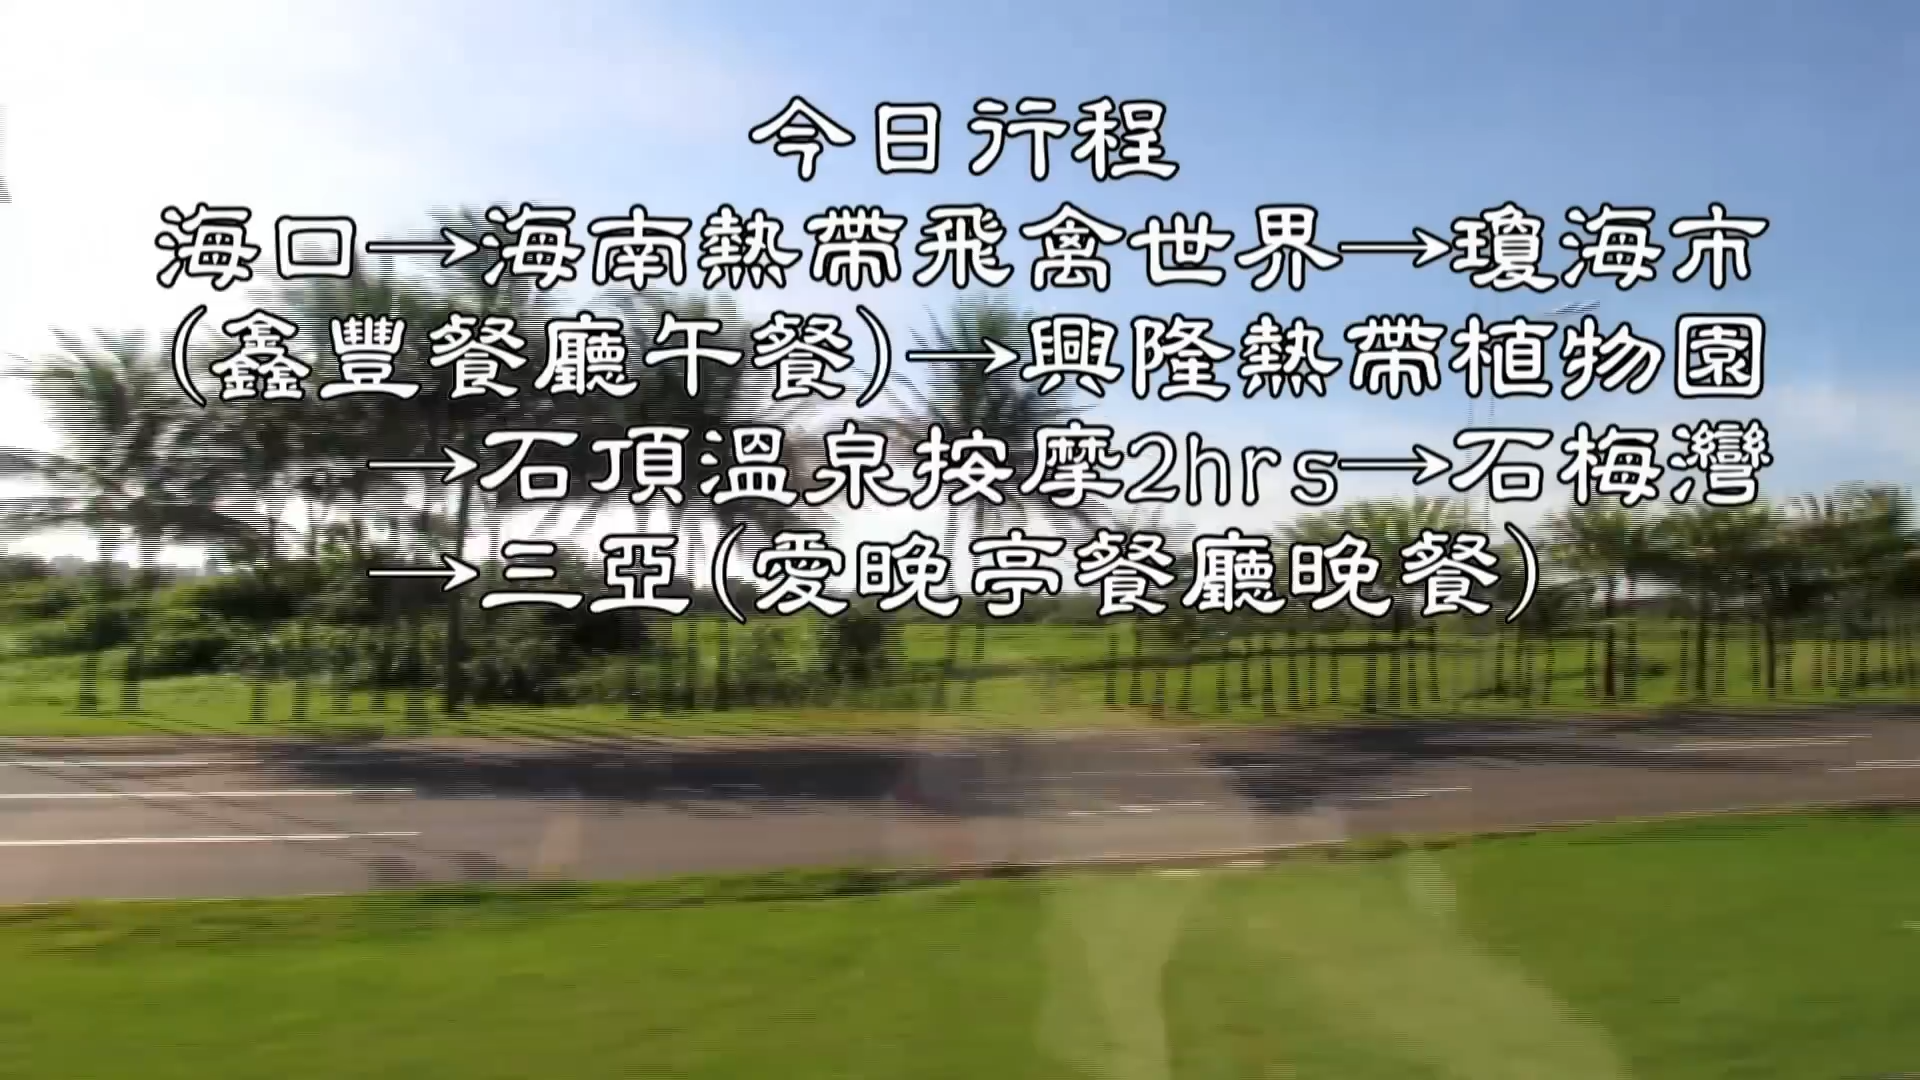 今日行程
海口→海南熱帶飛禽世界→瓊海市
(鑫豐餐廳午餐)→興隆熱帶植物園
→石頂溫泉按摩2hrs→石梅灣
→三亞(愛晚亭餐廳晚餐)